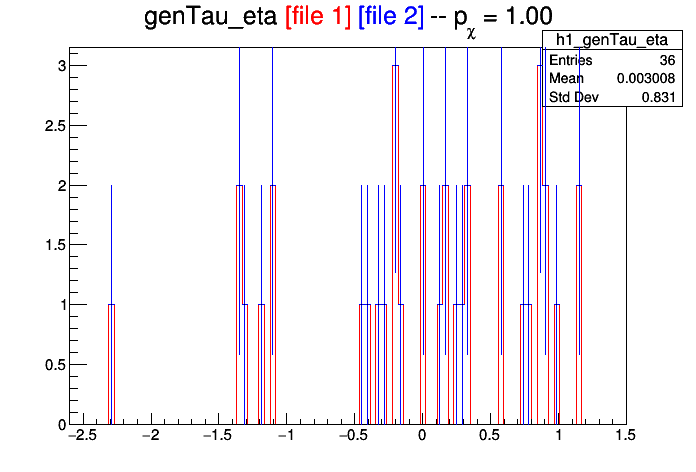 genTau_eta [file 1] [file 2] -- pχ = 1.00
h1_genTau_eta
Entries 36
Mean 0.003008
Std Dev 0.831
3
2.5
2
1.5
1
0.5
0
−2.5 −2 −1.5 −1 −0.5 0 0.5 1 1.5